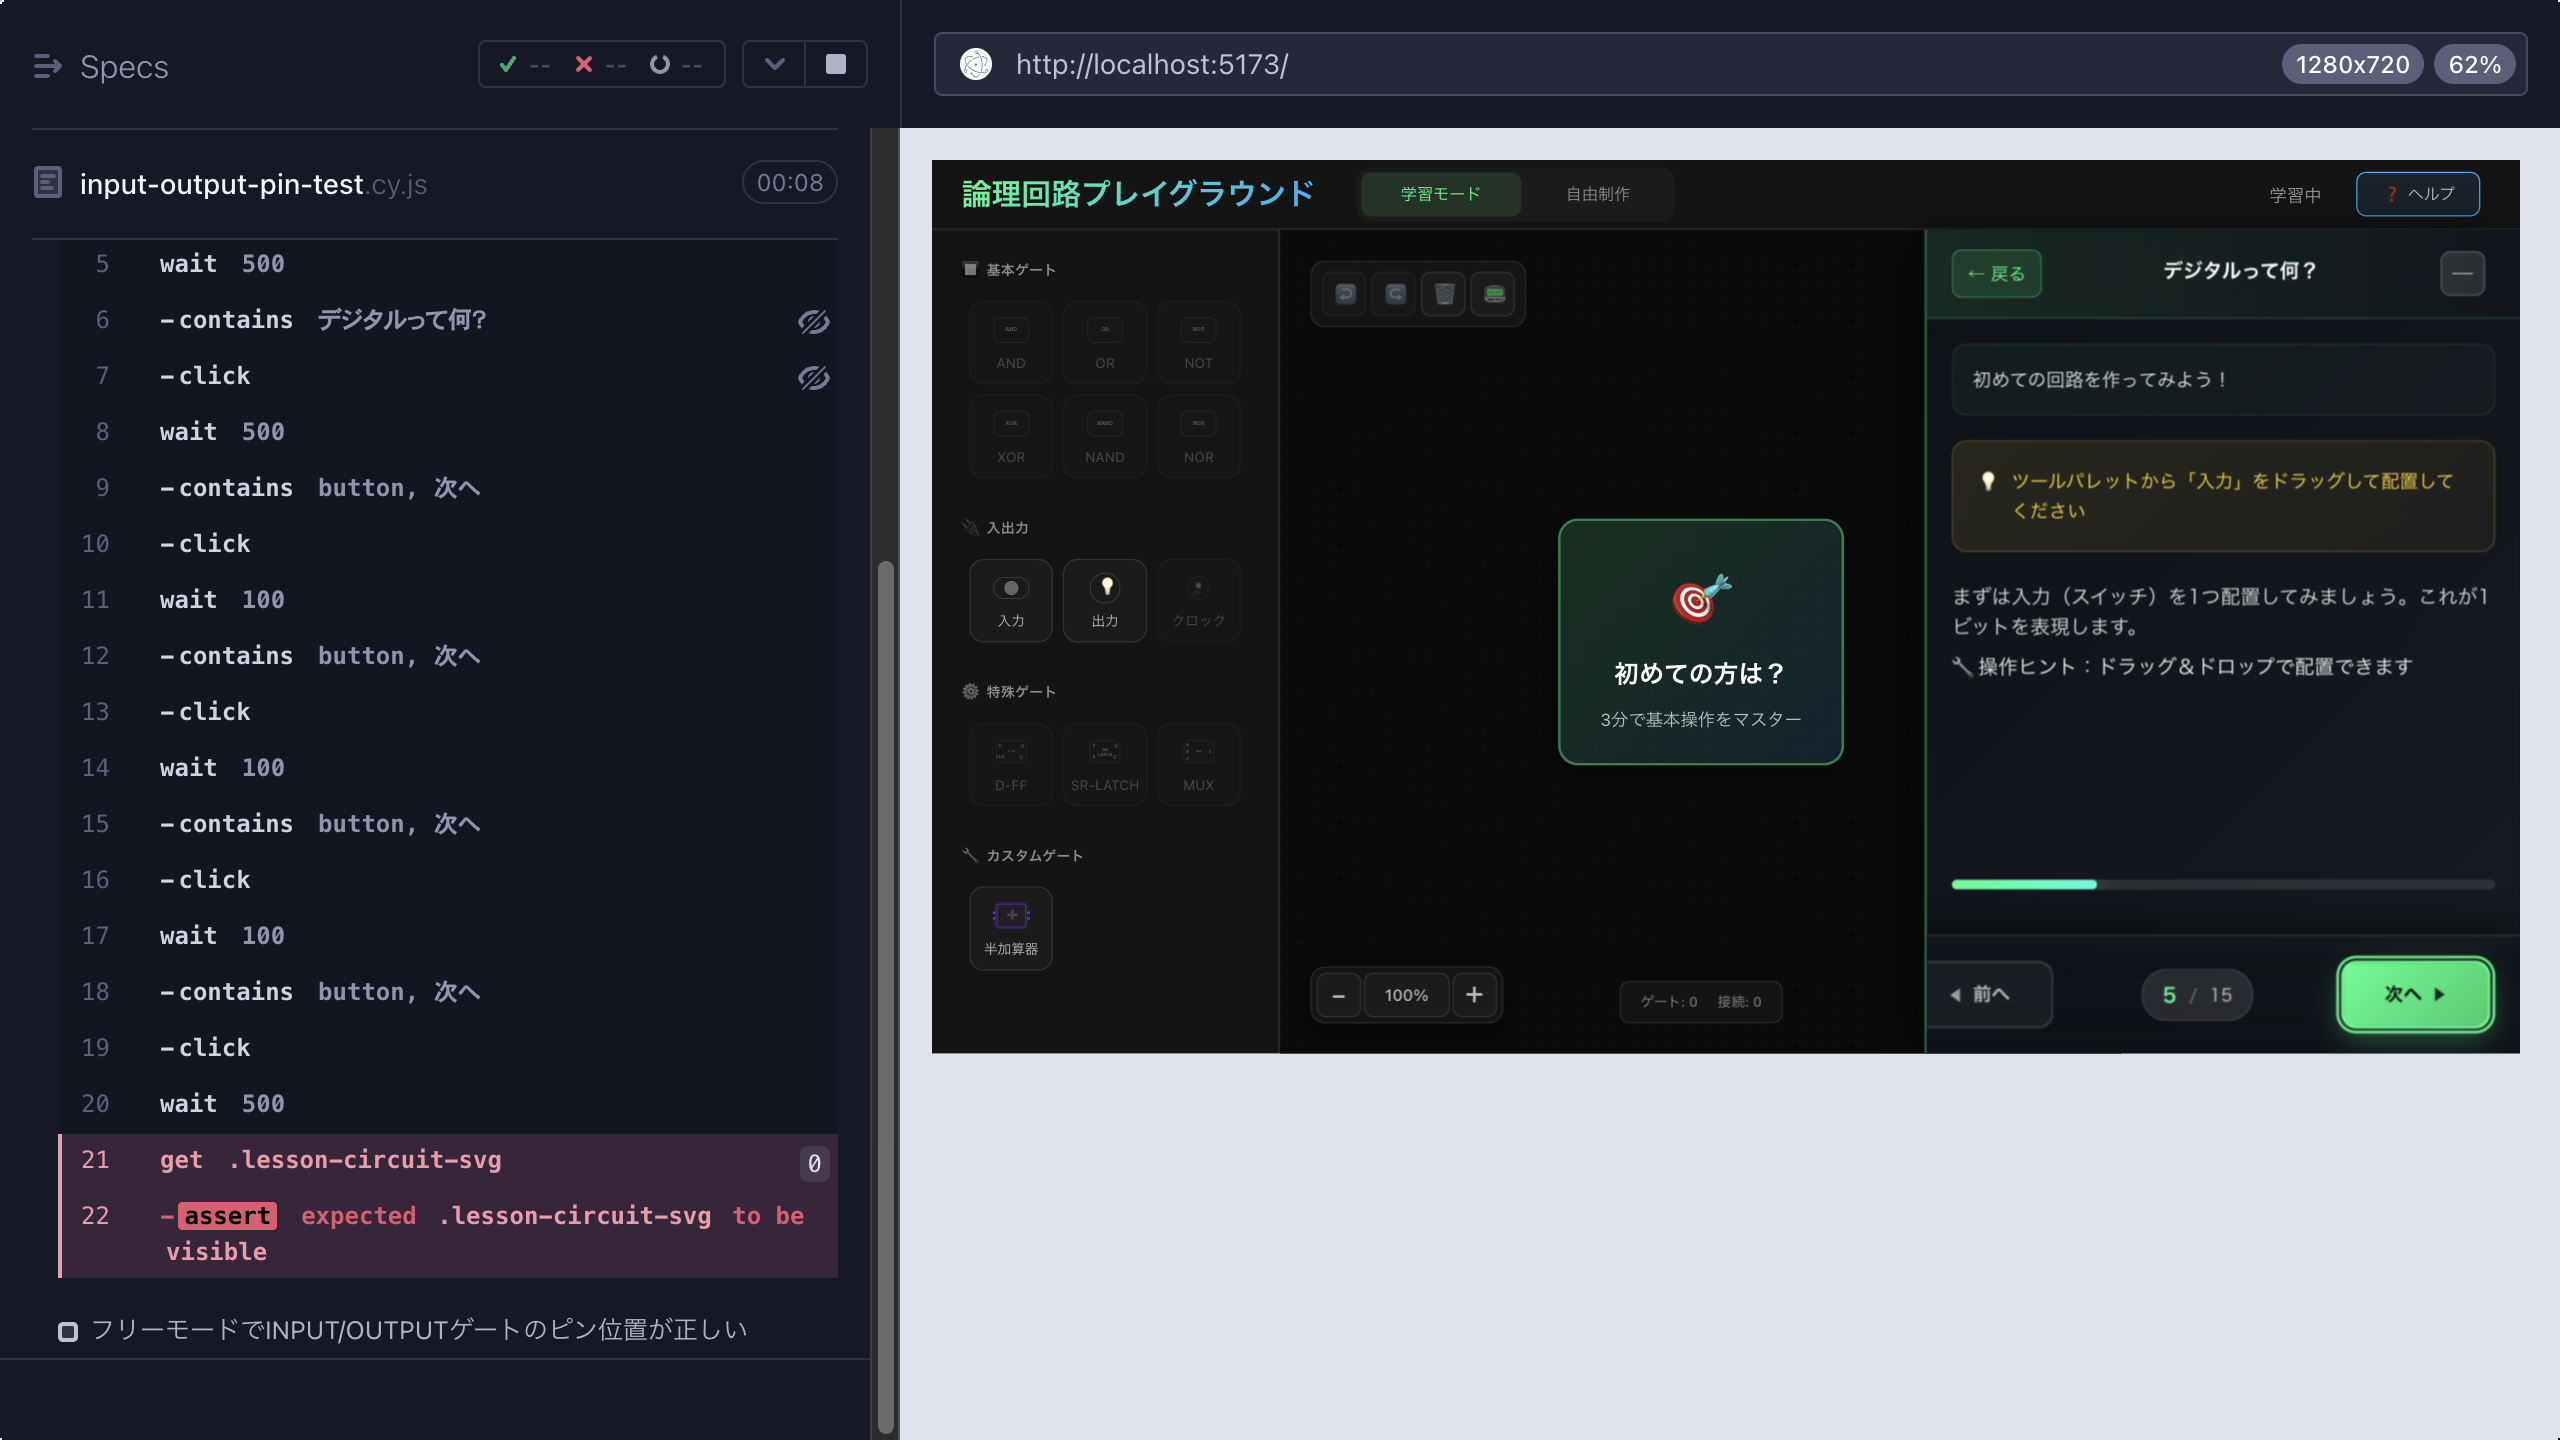 Specs
-- -- --
input-output-pin-test.cy.js
00:08
5 wait 500
6 -contains デジタルって何?
7 -click
8 wait 500
9 -contains button, 次へ
10 -click
11 wait 100
12 -contains button, 次へ
13 -click
14 wait 100
15 -contains button, 次へ
16 -click
17 wait 100
18 -contains button, 次へ
19 -click
20 wait 500
21 get .lesson-circuit-svg 0
22 -assert expected .lesson-circuit-svg to be
visible
フリーモードでINPUT/OUTPUTゲートのピン位置が正しい
http://localhost:5173/
1280x720 62%
論理回路プレイグラウンド
学習モード
自由制作
学習中
❓ ヘルプ
基本ゲート
AND OR NOT
AND OR NOT
XOR NAND NOR
XOR NAND NOR
入出力
入力 出力 クロック
特殊ゲート
D-FF SR-LATCH MUX
カスタムゲート
半加算器
初めての方は？
3分で基本操作をマスター
− 100% +
ゲート: 0 接続: 0
← 戻る
デジタルって何？
—
初めての回路を作ってみよう！
ツールパレットから「入力」をドラッグして配置して
ください
まずは入力（スイッチ）を1つ配置してみましょう。これが1
ビットを表現します。
操作ヒント：ドラッグ＆ドロップで配置できます
◀ 前へ
5 / 15
次へ ▶